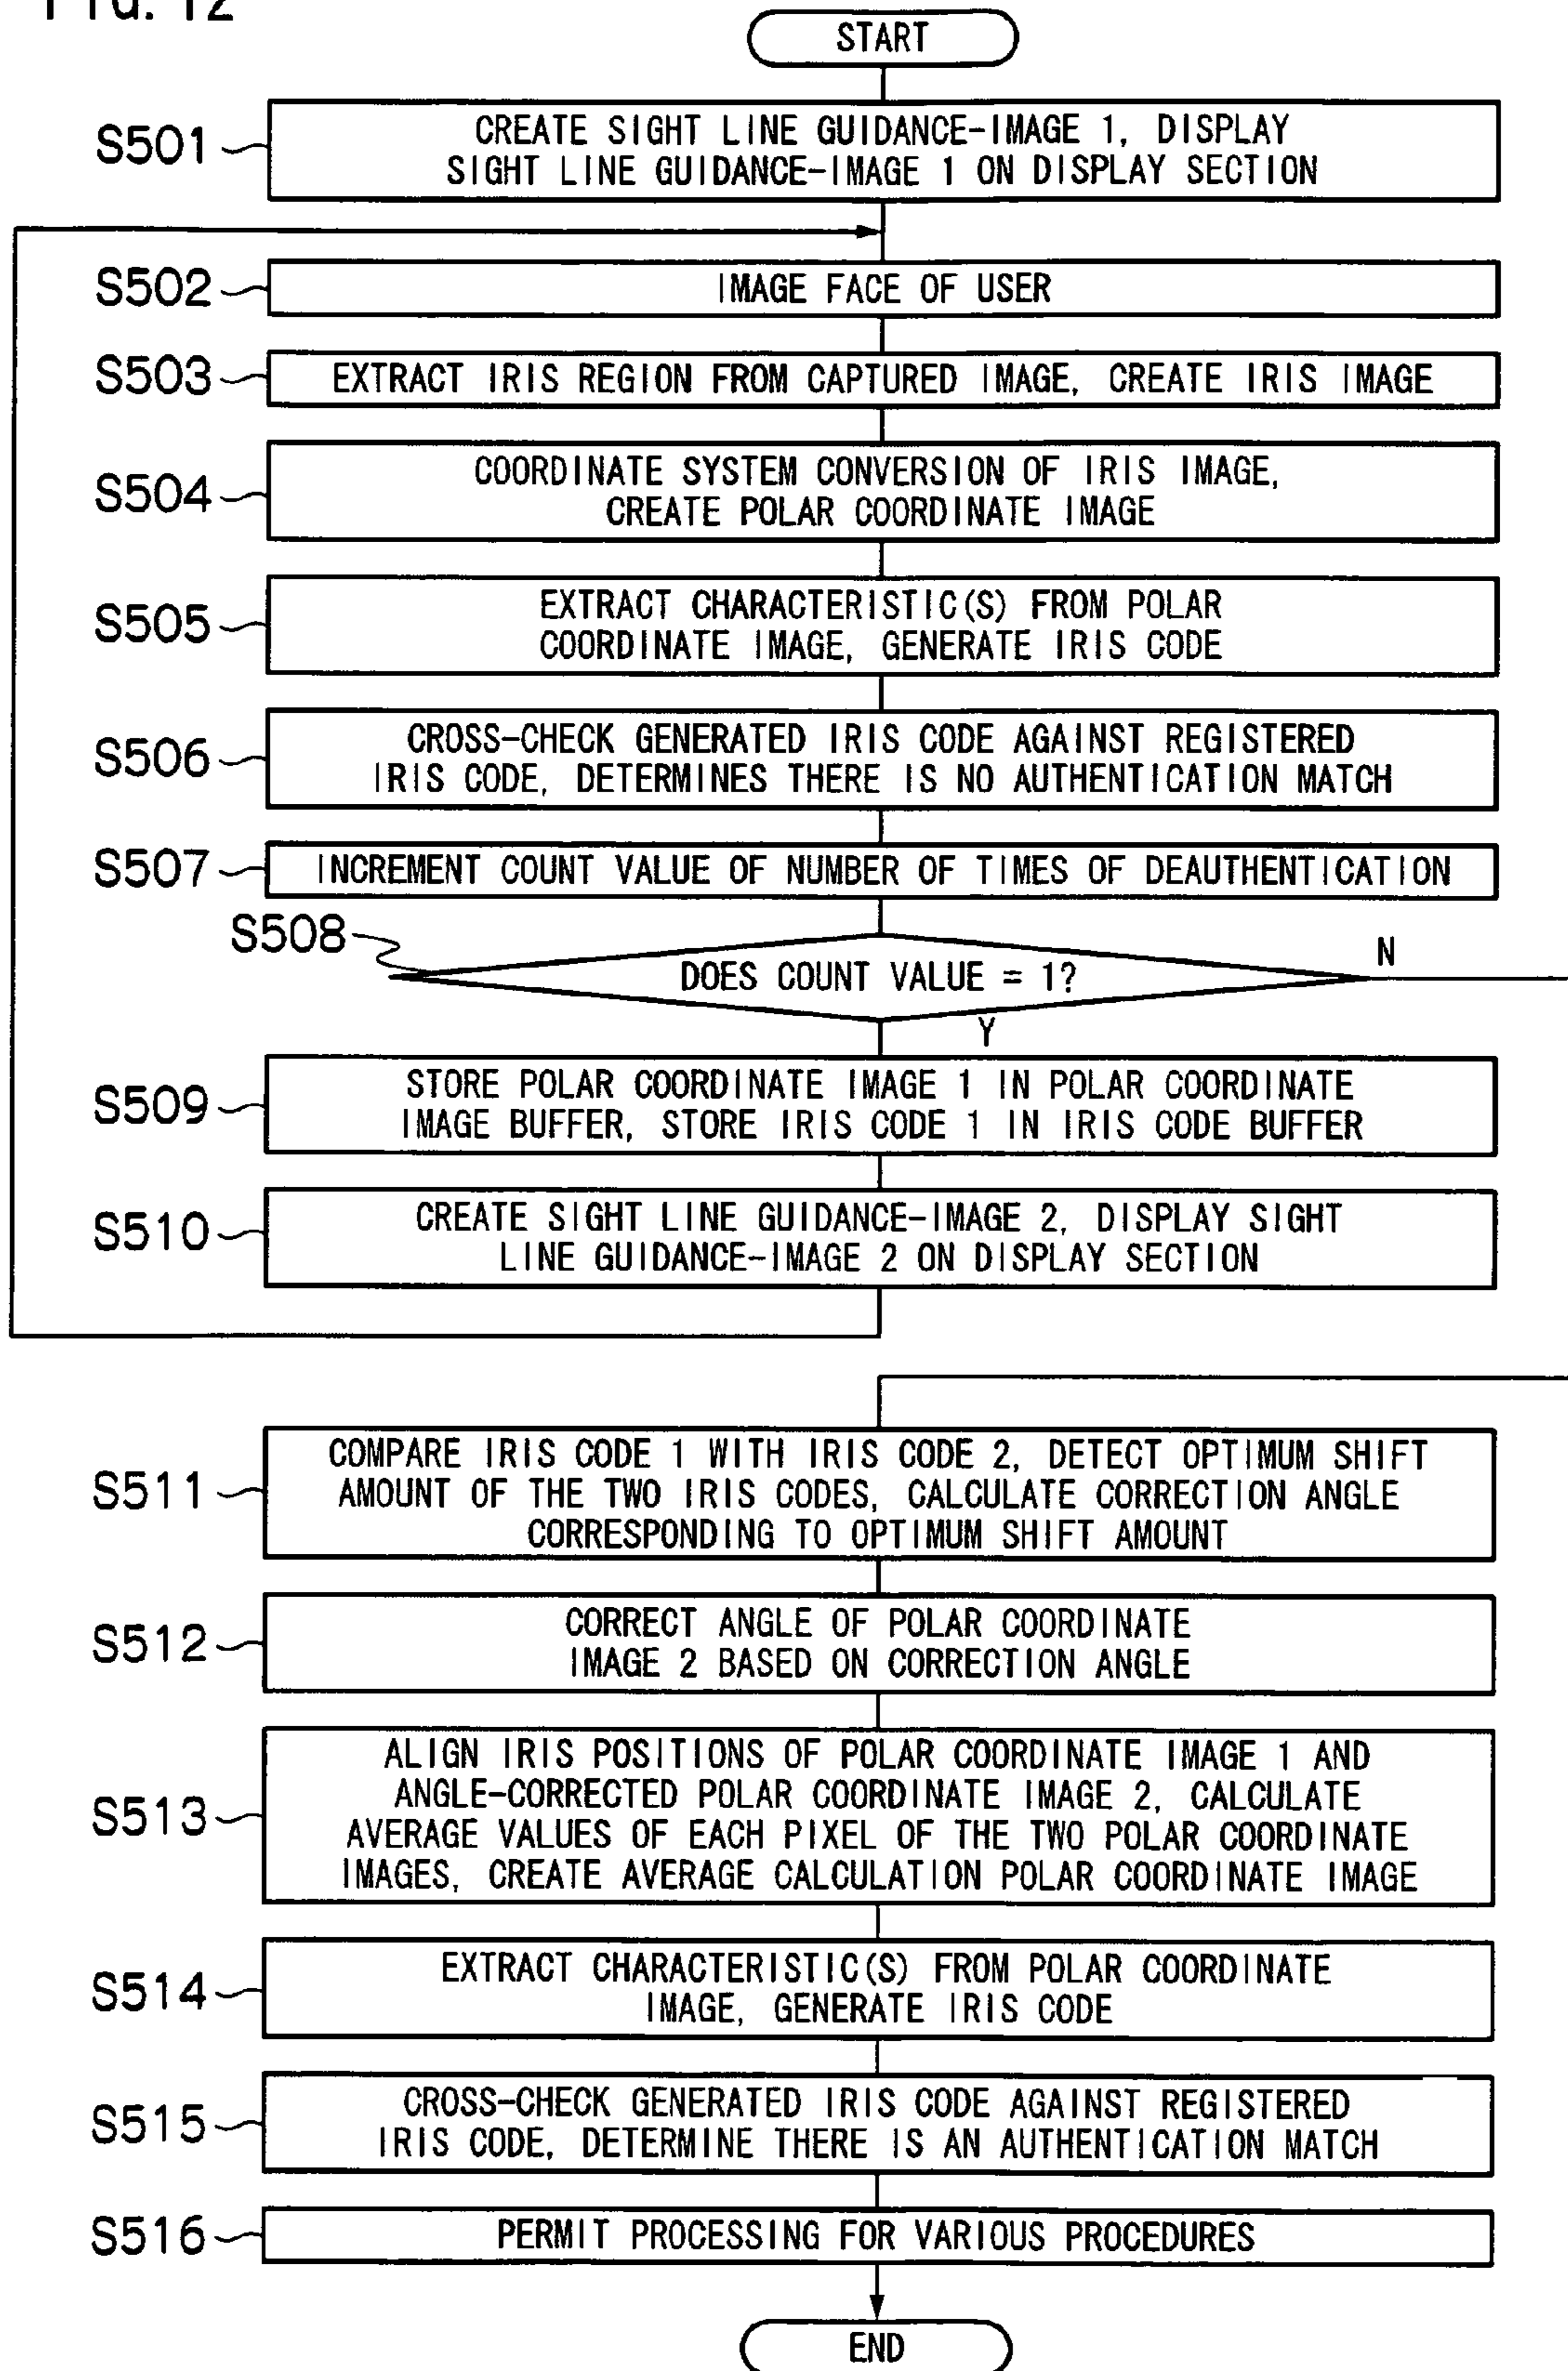 FIG. 12
START
S501
CREATE SIGHT LINE GUIDANCE-IMAGE 1, DISPLAY
SIGHT LINE GUIDANCE-IMAGE 1 ON DISPLAY SECTION
S502
IMAGE FACE OF USER
S503
EXTRACT IRIS REGION FROM CAPTURED IMAGE, CREATE IRIS IMAGE
S504
COORDINATE SYSTEM CONVERSION OF IRIS IMAGE,
CREATE POLAR COORDINATE IMAGE
S505
EXTRACT CHARACTERISTIC(S) FROM POLAR
COORDINATE IMAGE, GENERATE IRIS CODE
S506
CROSS-CHECK GENERATED IRIS CODE AGAINST REGISTERED
IRIS CODE, DETERMINES THERE IS NO AUTHENTICATION MATCH
S507
INCREMENT COUNT VALUE OF NUMBER OF TIMES OF DEAUTHENTICATION
S508
DOES COUNT VALUE = 1?
N
Y
S509
STORE POLAR COORDINATE IMAGE 1 IN POLAR COORDINATE
IMAGE BUFFER, STORE IRIS CODE 1 IN IRIS CODE BUFFER
S510
CREATE SIGHT LINE GUIDANCE-IMAGE 2, DISPLAY SIGHT
LINE GUIDANCE-IMAGE 2 ON DISPLAY SECTION
S511
COMPARE IRIS CODE 1 WITH IRIS CODE 2, DETECT OPTIMUM SHIFT
AMOUNT OF THE TWO IRIS CODES, CALCULATE CORRECTION ANGLE
CORRESPONDING TO OPTIMUM SHIFT AMOUNT
S512
CORRECT ANGLE OF POLAR COORDINATE
IMAGE 2 BASED ON CORRECTION ANGLE
S513
ALIGN IRIS POSITIONS OF POLAR COORDINATE IMAGE 1 AND
ANGLE-CORRECTED POLAR COORDINATE IMAGE 2, CALCULATE
AVERAGE VALUES OF EACH PIXEL OF THE TWO POLAR COORDINATE
IMAGES, CREATE AVERAGE CALCULATION POLAR COORDINATE IMAGE
S514
EXTRACT CHARACTERISTIC(S) FROM POLAR COORDINATE
IMAGE, GENERATE IRIS CODE
S515
CROSS-CHECK GENERATED IRIS CODE AGAINST REGISTERED
IRIS CODE, DETERMINE THERE IS AN AUTHENTICATION MATCH
S516
PERMIT PROCESSING FOR VARIOUS PROCEDURES
END